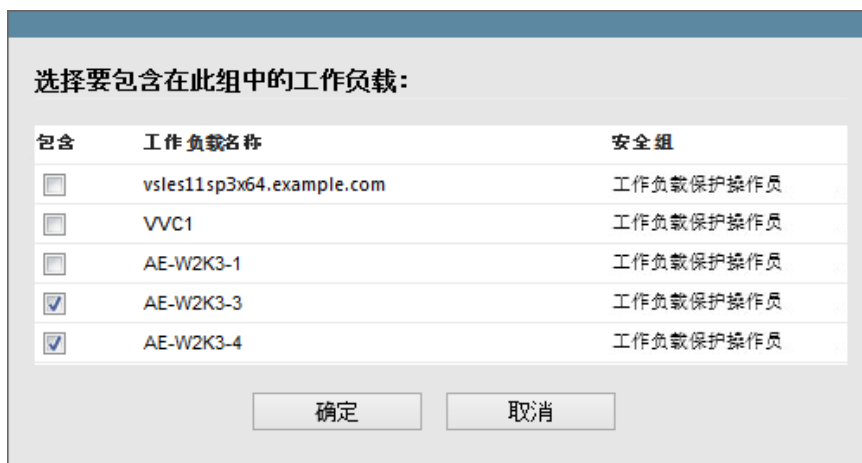 选择要包含在此组中的工作负载：
包含 工作负载名称 安全组
vsles11sp3x64.example.com 工作负载保护操作员
VVC1 工作负载保护操作员
AE-W2K3-1 工作负载保护操作员
AE-W2K3-3 工作负载保护操作员
AE-W2K3-4 工作负载保护操作员
确定 取消